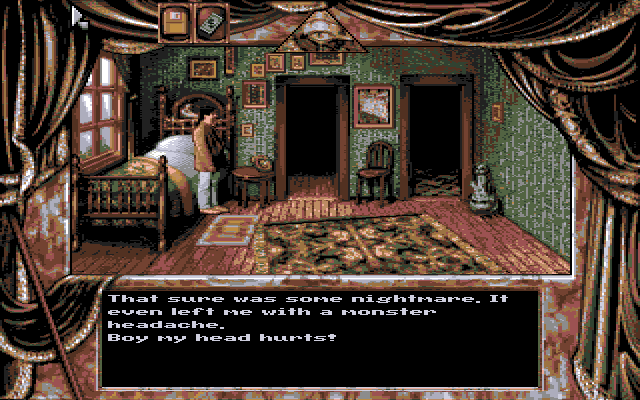 That sure was some nightmare. It
even left me with a monster
headache.
Boy my head hurts!